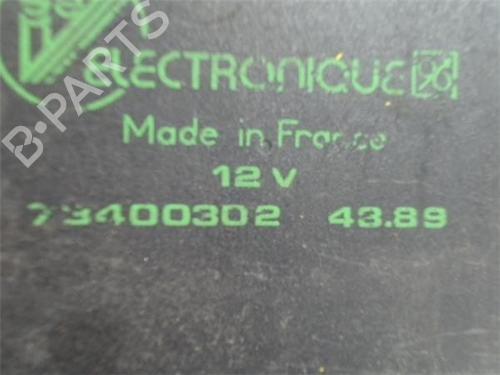 ELECTRONIQUE
Made in France
12 V
73400302 43.89
B-PARTS